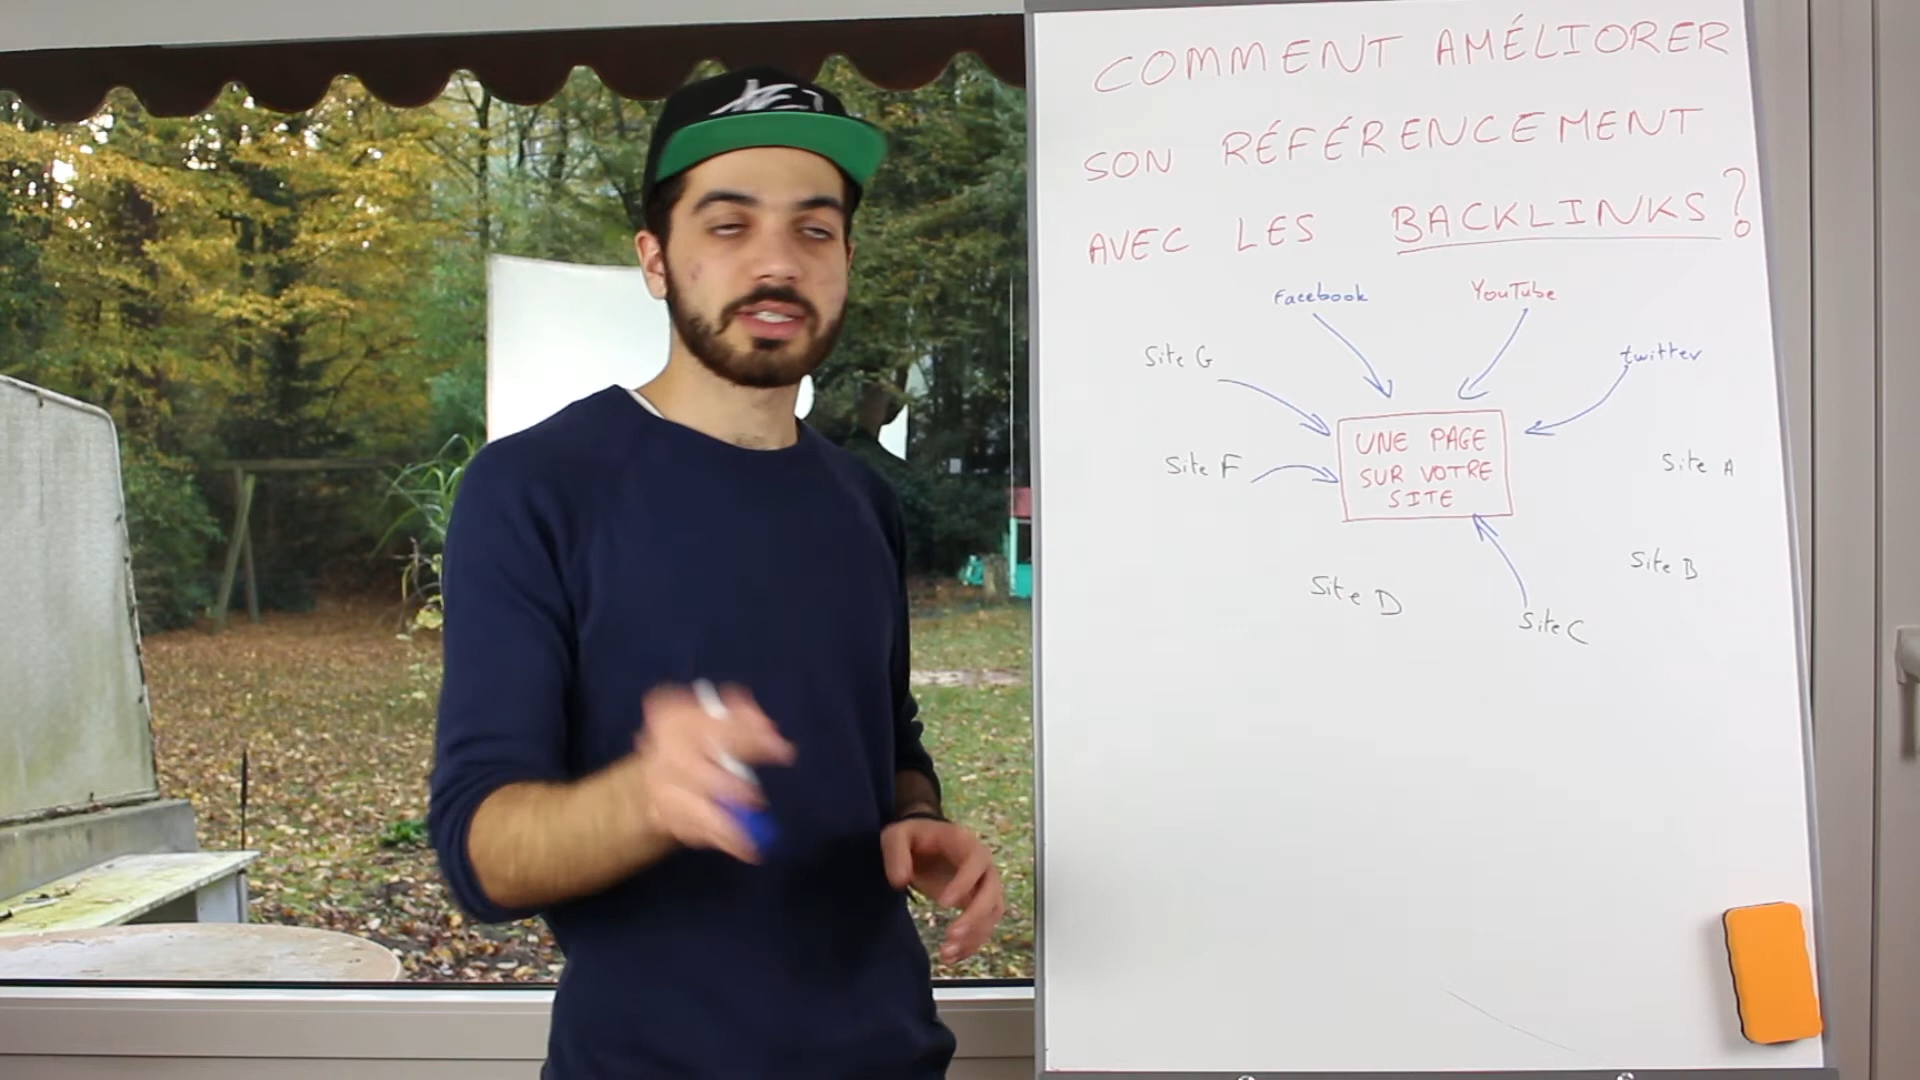 COMMENT AMÉLIORER
SON RÉFÉRENCEMENT
AVEC LES BACKLINKS?
Facebook
YouTube
Site G
twitter
UNE PAGE
SUR VOTRE
SITE
Site F
Site A
Site B
Site D
Site C